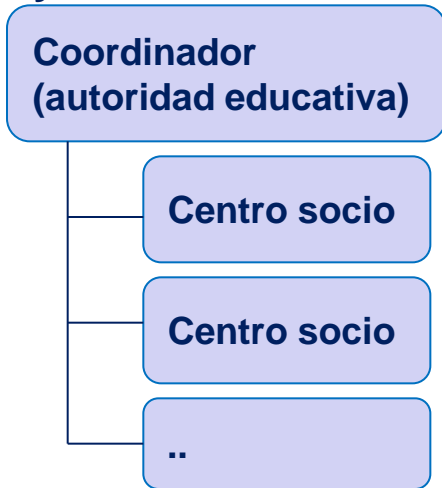 Coordinador
(autoridad educativa)
Centro socio
Centro socio
..